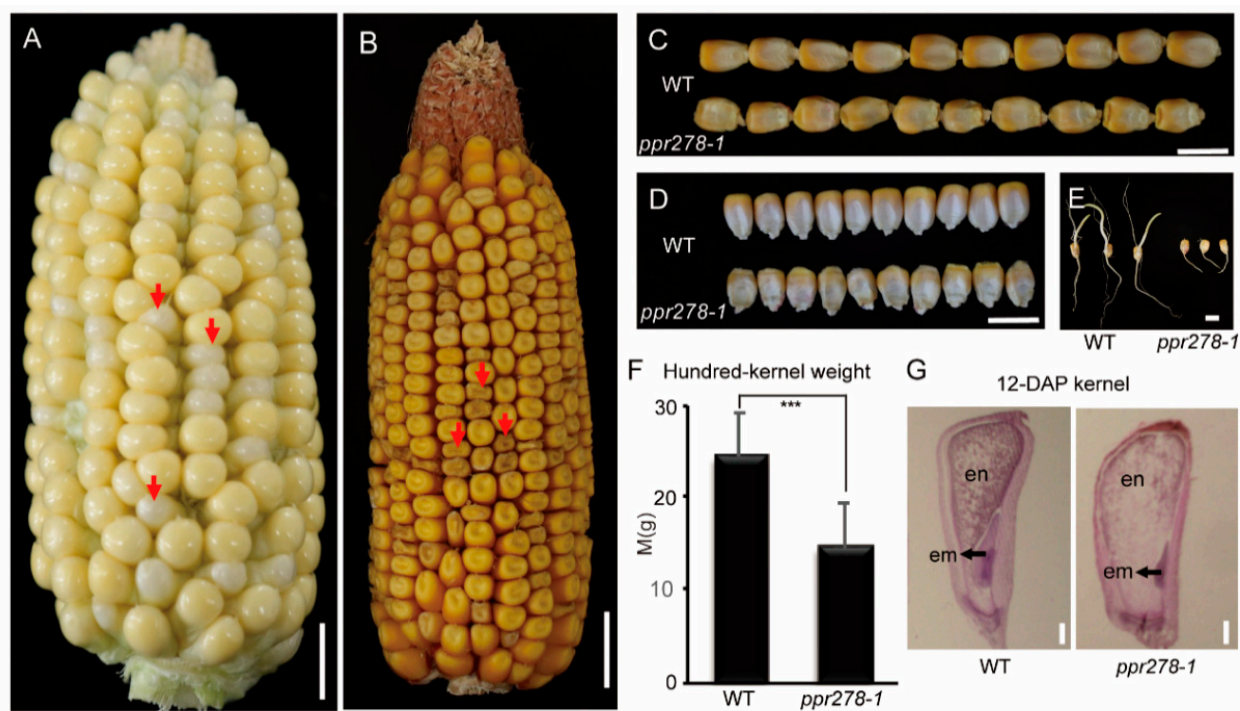 A
B
C
WT
ppr278-1
D
WT
ppr278-1
E
WT
ppr278-1
F
Hundred-kernel weight
***
M(g)
30
20
10
0
WT
ppr278-1
G
12-DAP kernel
en
em
WT
en
em
ppr278-1